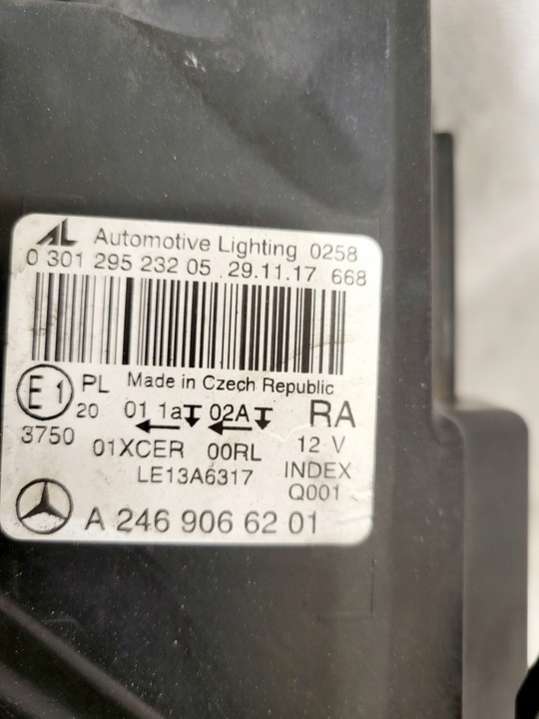 AL Automotive Lighting 0258
0 301 295 232 05 29.11.17 668
E1 PL Made in Czech Republic
20 01 1a 02A RA
3750 01XCER 00RL 12 V
LE13A6317 INDEX
Q001
A 246 906 62 01